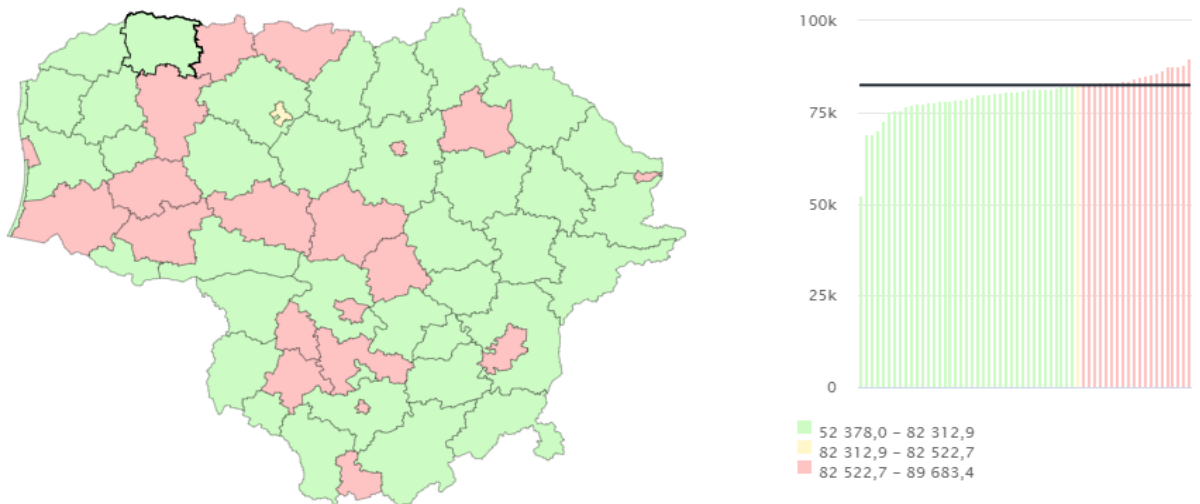 100k
75k
50k
25k
0
52 378,0 – 82 312,9
82 312,9 – 82 522,7
82 522,7 – 89 683,4